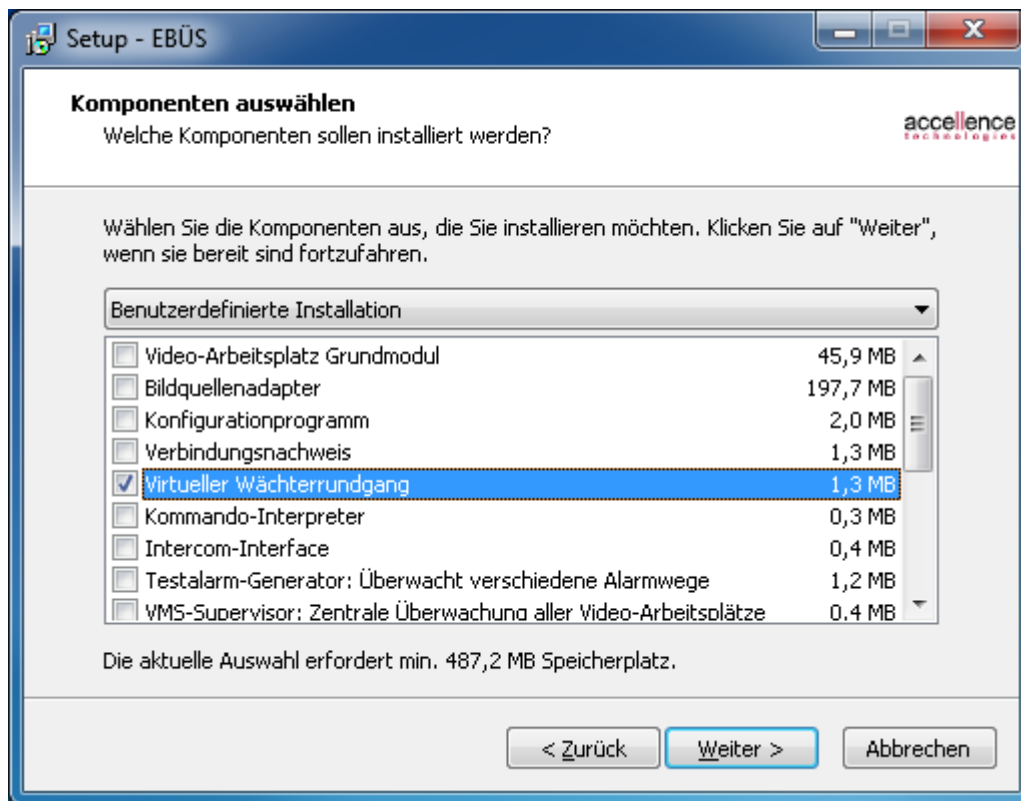 Setup - EBÜS
Komponenten auswählen
Welche Komponenten sollen installiert werden?
accellence
technologies
Wählen Sie die Komponenten aus, die Sie installieren möchten. Klicken Sie auf "Weiter",
wenn sie bereit sind fortzufahren.
Benutzerdefinierte Installation
Video-Arbeitsplatz Grundmodul 45,9 MB
Bildquellenadapter 197,7 MB
Konfigurationprogramm 2,0 MB
Verbindungsnachweis 1,3 MB
Virtueller Wächterrundgang 1,3 MB
Kommando-Interpreter 0,3 MB
Intercom-Interface 0,4 MB
Testalarm-Generator: Überwacht verschiedene Alarmwege 1,2 MB
VMS-Supervisor: Zentrale Überwachung aller Video-Arbeitsplätze 0,4 MB
Die aktuelle Auswahl erfordert min. 487,2 MB Speicherplatz.
< Zurück Weiter > Abbrechen